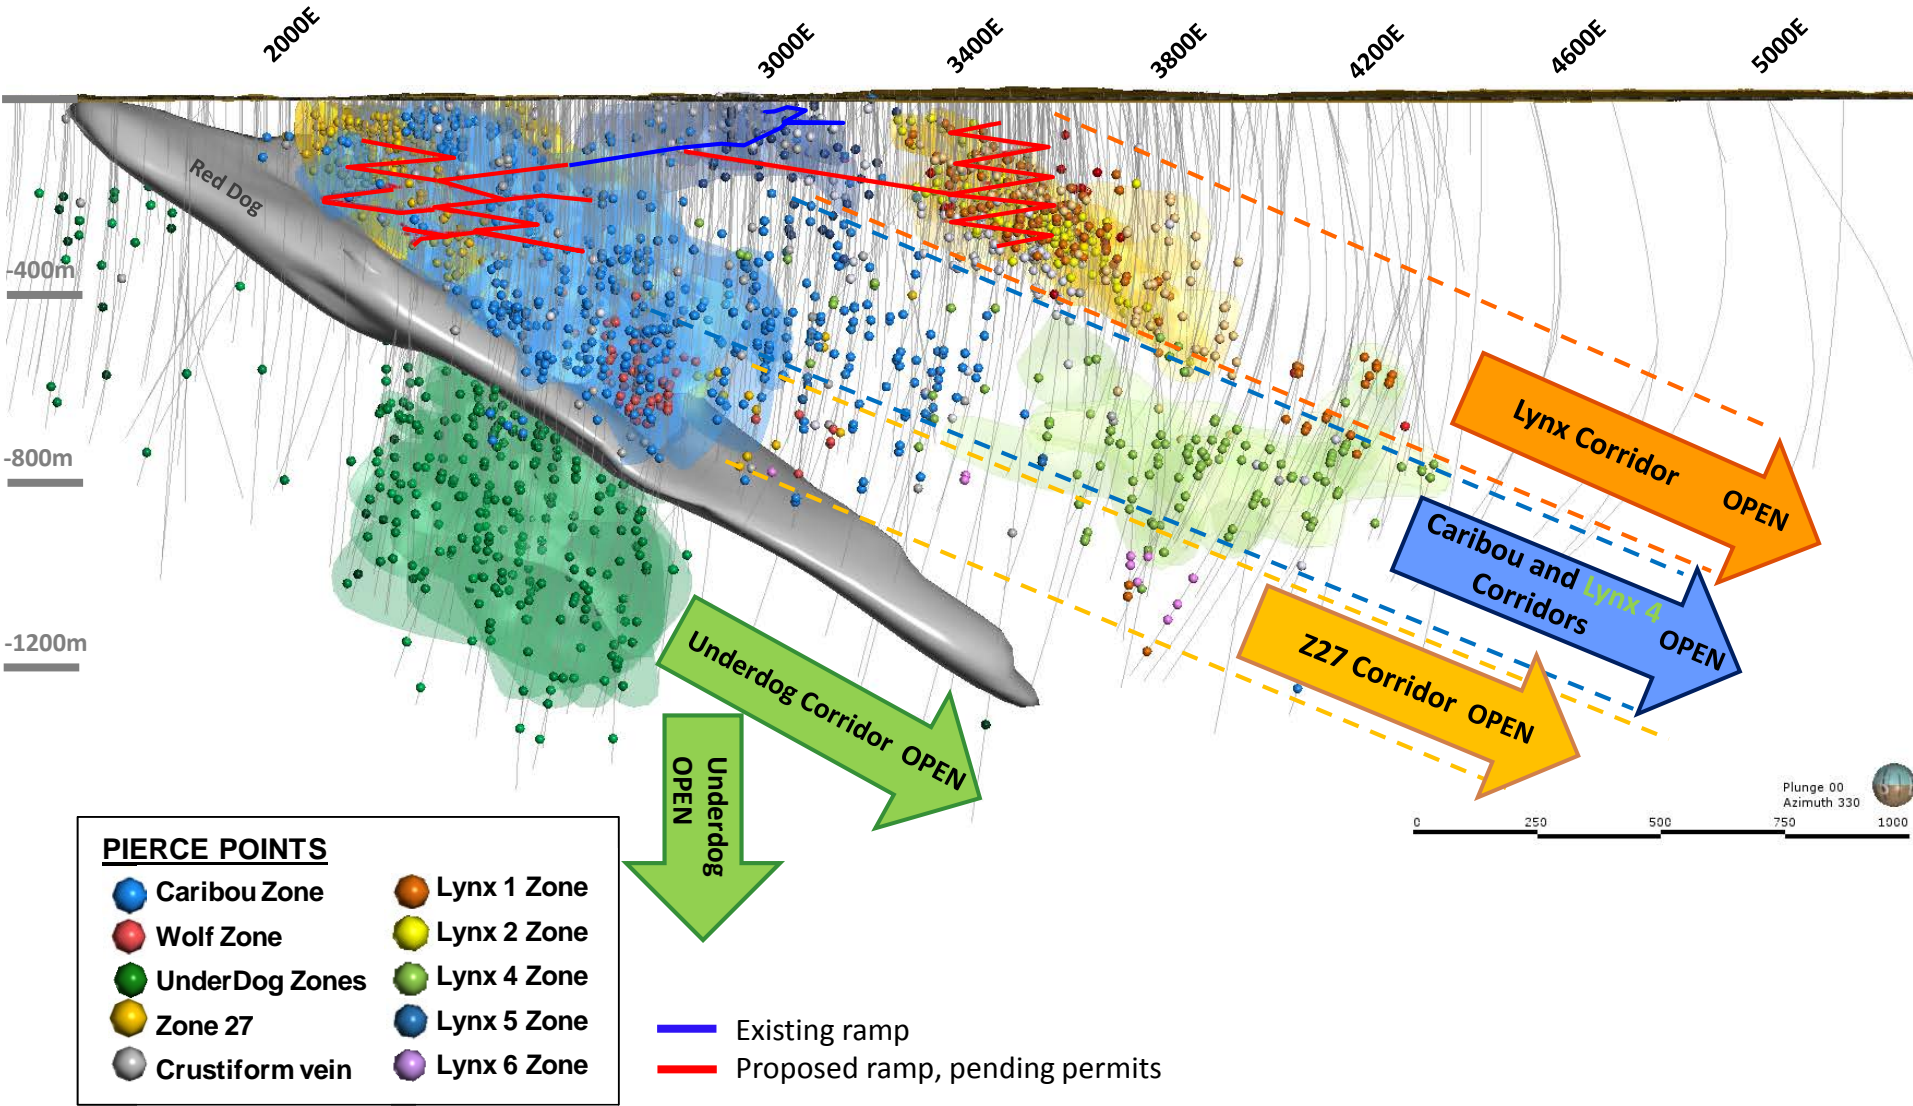 2000E
3000E
3400E
3800E
4200E
4600E
5000E
Red Dog
-400m
-800m
-1200m
Lynx Corridor OPEN
Caribou and Lynx 4
Corridors OPEN
Z27 Corridor OPEN
Underdog Corridor OPEN
Underdog
OPEN
Plunge 00
Azimuth 330
0 250 500 750 1000
PIERCE POINTS
Caribou Zone
Wolf Zone
UnderDog Zones
Zone 27
Crustiform vein
Lynx 1 Zone
Lynx 2 Zone
Lynx 4 Zone
Lynx 5 Zone
Lynx 6 Zone
Existing ramp
Proposed ramp, pending permits